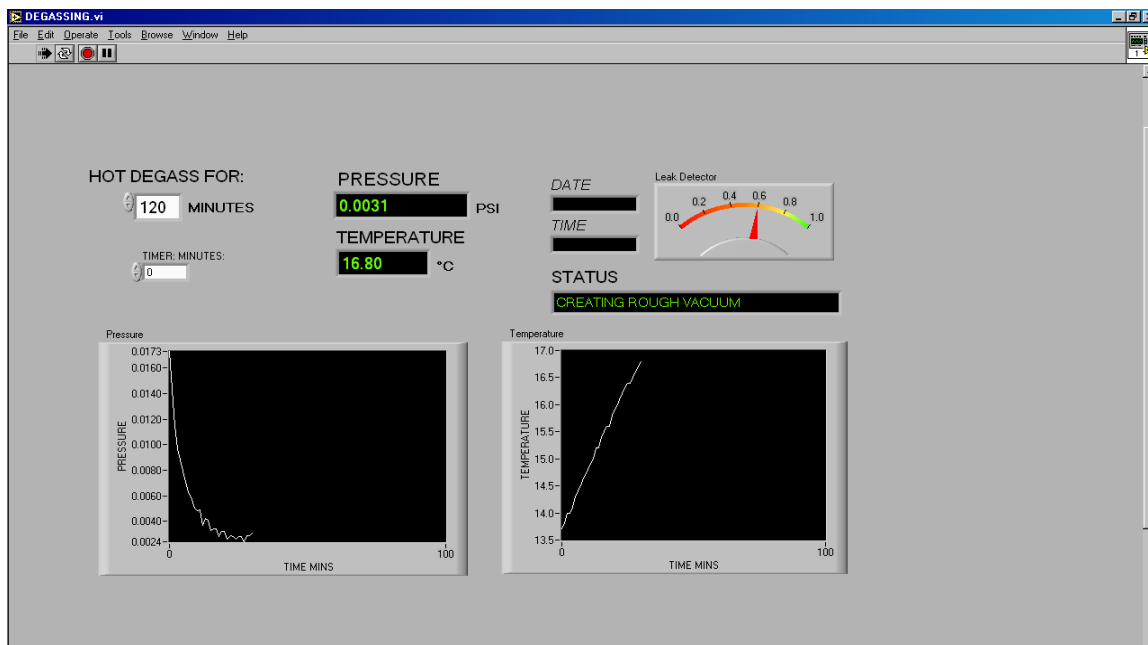 DEGASSING.vi
File Edit Operate Tools Browse Window Help
1
HOT DEGASS FOR:
120 MINUTES
TIMER: MINUTES:
0
PRESSURE
0.0031 PSI
TEMPERATURE
16.80 °C
DATE
TIME
Leak Detector
0.0 0.2 0.4 0.6 0.8 1.0
STATUS
CREATING ROUGH VACUUM
Pressure
0.0173
0.0160
0.0140
0.0120
0.0100
0.0080
0.0060
0.0040
0.0024
PRESSURE
0 100
TIME MINS
Temperature
17.0
16.5
16.0
15.5
15.0
14.5
14.0
13.5
TEMPERATURE
0 100
TIME MINS